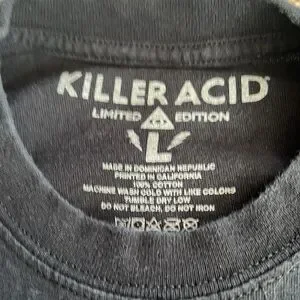 KILLER ACID
LIMITED EDITION
L
MADE IN DOMINICAN REPUBLIC
PRINTED IN CALIFORNIA
100% COTTON
MACHINE WASH COLD WITH LIKE COLORS
TUMBLE DRY LOW
DO NOT BLEACH, DO NOT IRON